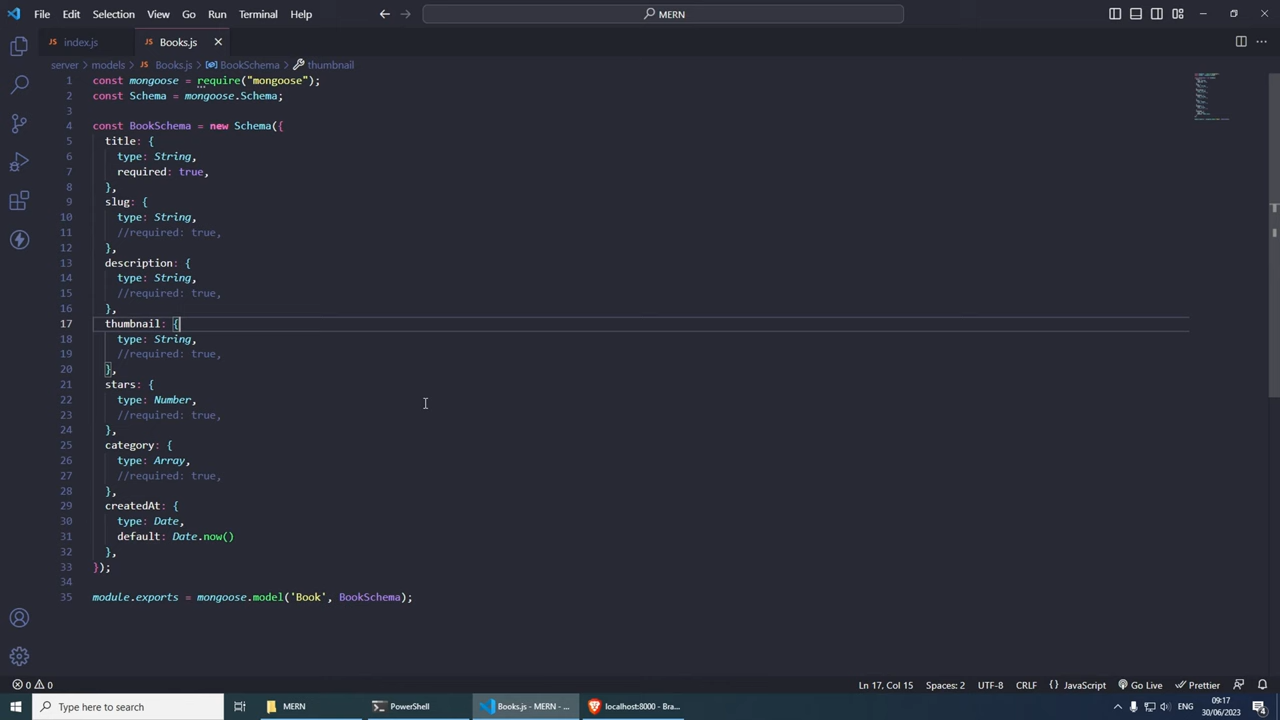 File Edit Selection View Go Run Terminal Help MERN
index.js Books.js
server > models > Books.js > BookSchema > thumbnail
1 const mongoose = require("mongoose");
2 const Schema = mongoose.Schema;
3
4 const BookSchema = new Schema({
5 title: {
6 type: String,
7 required: true,
8 },
9 slug: {
10 type: String,
11 //required: true,
12 },
13 description: {
14 type: String,
15 //required: true,
16 },
17 thumbnail: {
18 type: String,
19 //required: true,
20 },
21 stars: {
22 type: Number,
23 //required: true,
24 },
25 category: {
26 type: Array,
27 //required: true,
28 },
29 createdAt: {
30 type: Date,
31 default: Date.now()
32 },
33 });
34
35 module.exports = mongoose.model('Book', BookSchema);
0 0 Ln 17, Col 15 Spaces: 2 UTF-8 CRLF JavaScript Go Live Prettier
Type here to search MERN PowerShell Books.js - MERN - ... localhost:8000 - Bra... ENG 09:17
30/06/2023